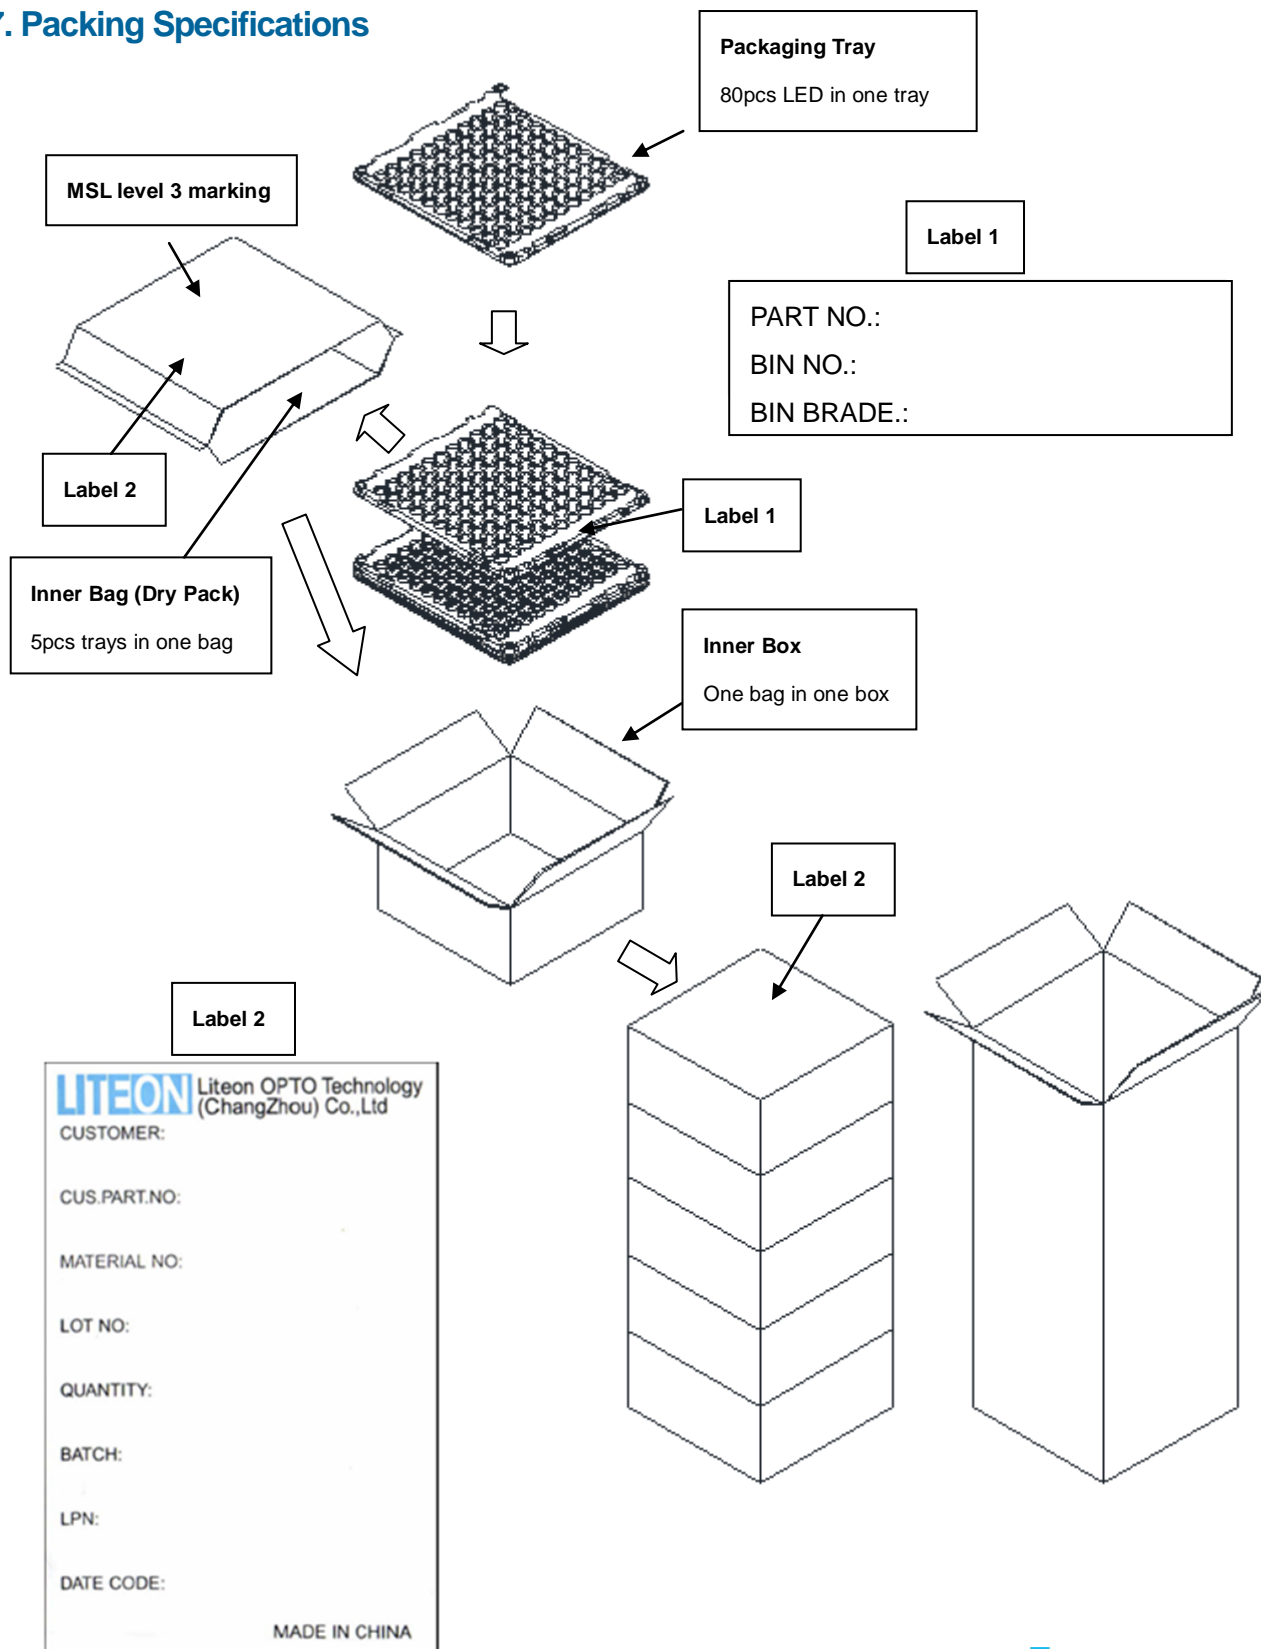 7. Packing Specifications
Packaging Tray
80pcs LED in one tray
MSL level 3 marking
Label 1
PART NO.:
BIN NO.:
BIN BRADE.:
Label 2
Label 1
Inner Bag (Dry Pack)
5pcs trays in one bag
Inner Box
One bag in one box
Label 2
Label 2
LITEON Liteon OPTO Technology
(ChangZhou) Co.,Ltd
CUSTOMER:
CUS.PART.NO:
MATERIAL NO:
LOT NO:
QUANTITY:
BATCH:
LPN:
DATE CODE:
MADE IN CHINA